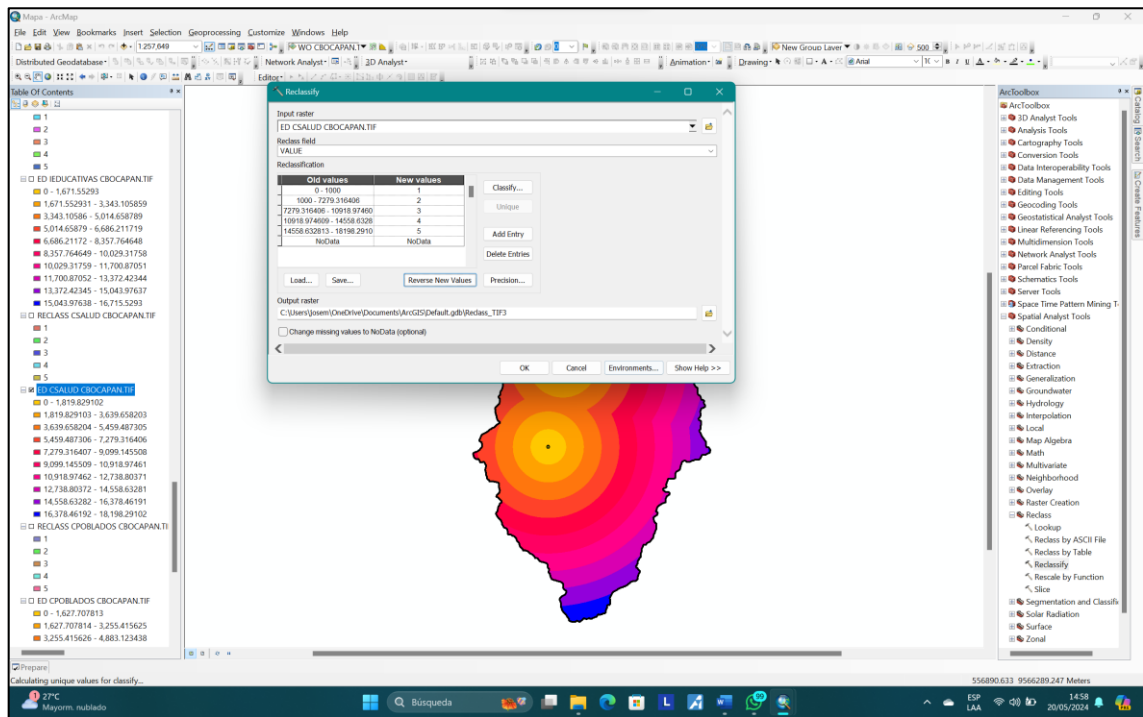 Mapa - ArcMap
File Edit View Bookmarks Insert Selection Geoprocessing Customize Windows Help
1:257,649
WO CBOCAPAN.T
New Group Layer
500
Distributed Geodatabase
Network Analyst
3D Analyst
Animation
Drawing
Arial
Editor
Table Of Contents
1
2
3
4
5
ED IEDUCATIVAS CBOCAPAN.TIF
0 - 1,671.55293
1,671.552931 - 3,343.105859
3,343.10586 - 5,014.658789
5,014.65879 - 6,686.211719
6,686.21172 - 8,357.764648
8,357.764649 - 10,029.31758
10,029.31759 - 11,700.87051
11,700.87052 - 13,372.42344
13,372.42345 - 15,043.97637
15,043.97638 - 16,715.5293
RECLASS CSALUD CBOCAPAN.TIF
1
2
3
4
5
ED CSALUD CBOCAPAN.TIF
0 - 1,819.829102
1,819.829103 - 3,639.658203
3,639.658204 - 5,459.487305
5,459.487306 - 7,279.316406
7,279.316407 - 9,099.145508
9,099.145509 - 10,918.97461
10,918.97462 - 12,738.80371
12,738.80372 - 14,558.63281
14,558.63282 - 16,378.46191
16,378.46192 - 18,198.29102
RECLASS CPOBLADOS CBOCAPAN.TI
1
2
3
4
5
ED CPOBLADOS CBOCAPAN.TIF
0 - 1,627.707813
1,627.707814 - 3,255.415625
3,255.415626 - 4,883.123438
Reclassify
Input raster
ED CSALUD CBOCAPAN.TIF
Reclass field
VALUE
Reclassification
Old values New values
0 - 1000 1
1000 - 7279.316406 2
7279.316406 - 10918.97460 3
10918.974609 - 14558.6328 4
14558.632813 - 18198.2910 5
NoData NoData
Classify...
Unique
Add Entry
Delete Entries
Load... Save... Reverse New Values Precision...
Output raster
C:\Users\Josem\OneDrive\Documents\ArcGIS\Default.gdb\Reclass_TIF3
Change missing values to NoData (optional)
OK Cancel Environments... Show Help >>
ArcToolbox
ArcToolbox
3D Analyst Tools
Analysis Tools
Cartography Tools
Conversion Tools
Data Interoperability Tools
Data Management Tools
Editing Tools
Geocoding Tools
Geostatistical Analyst Tools
Linear Referencing Tools
Multidimension Tools
Network Analyst Tools
Parcel Fabric Tools
Schematics Tools
Server Tools
Space Time Pattern Mining T
Spatial Analyst Tools
Conditional
Density
Distance
Extraction
Generalization
Groundwater
Hydrology
Interpolation
Local
Map Algebra
Math
Multivariate
Neighborhood
Overlay
Raster Creation
Reclass
Lookup
Reclass by ASCII File
Reclass by Table
Reclassify
Rescale by Function
Slice
Segmentation and Classifi
Solar Radiation
Surface
Zonal
Catalog
Search
Create Features
Prepare
Calculating unique values for classify...
556890.633 9566289.247 Meters
27°C
Mayorm. nublado
Búsqueda
99
ESP
LAA
14:58
20/05/2024